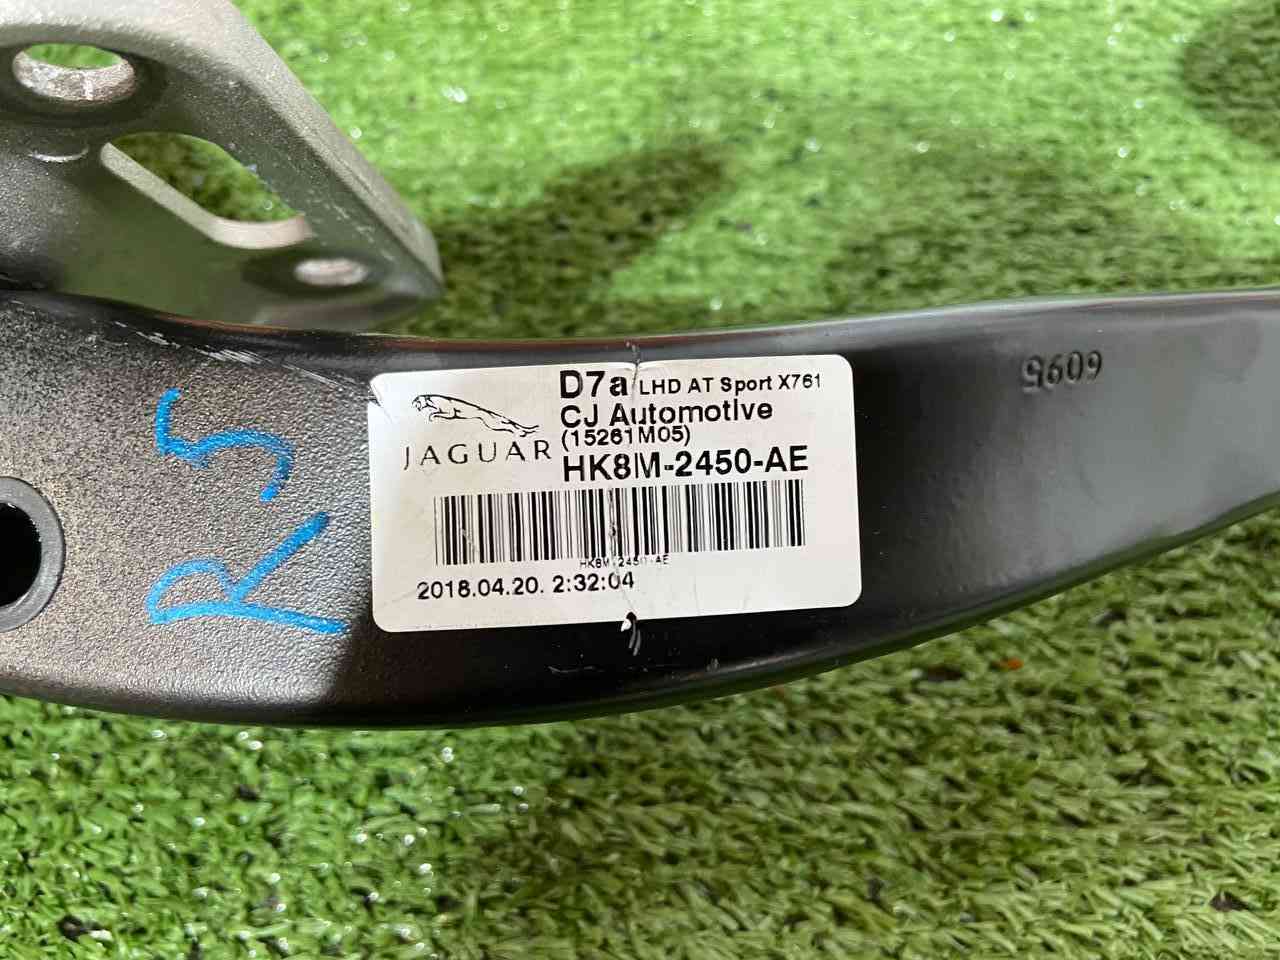 D7a LHD AT Sport X761
CJ Automotive
(15261M05)
JAGUAR
HK8M-2450-AE
HK8M-2450-AE
2018.04.20. 2:32:04
R5
6095